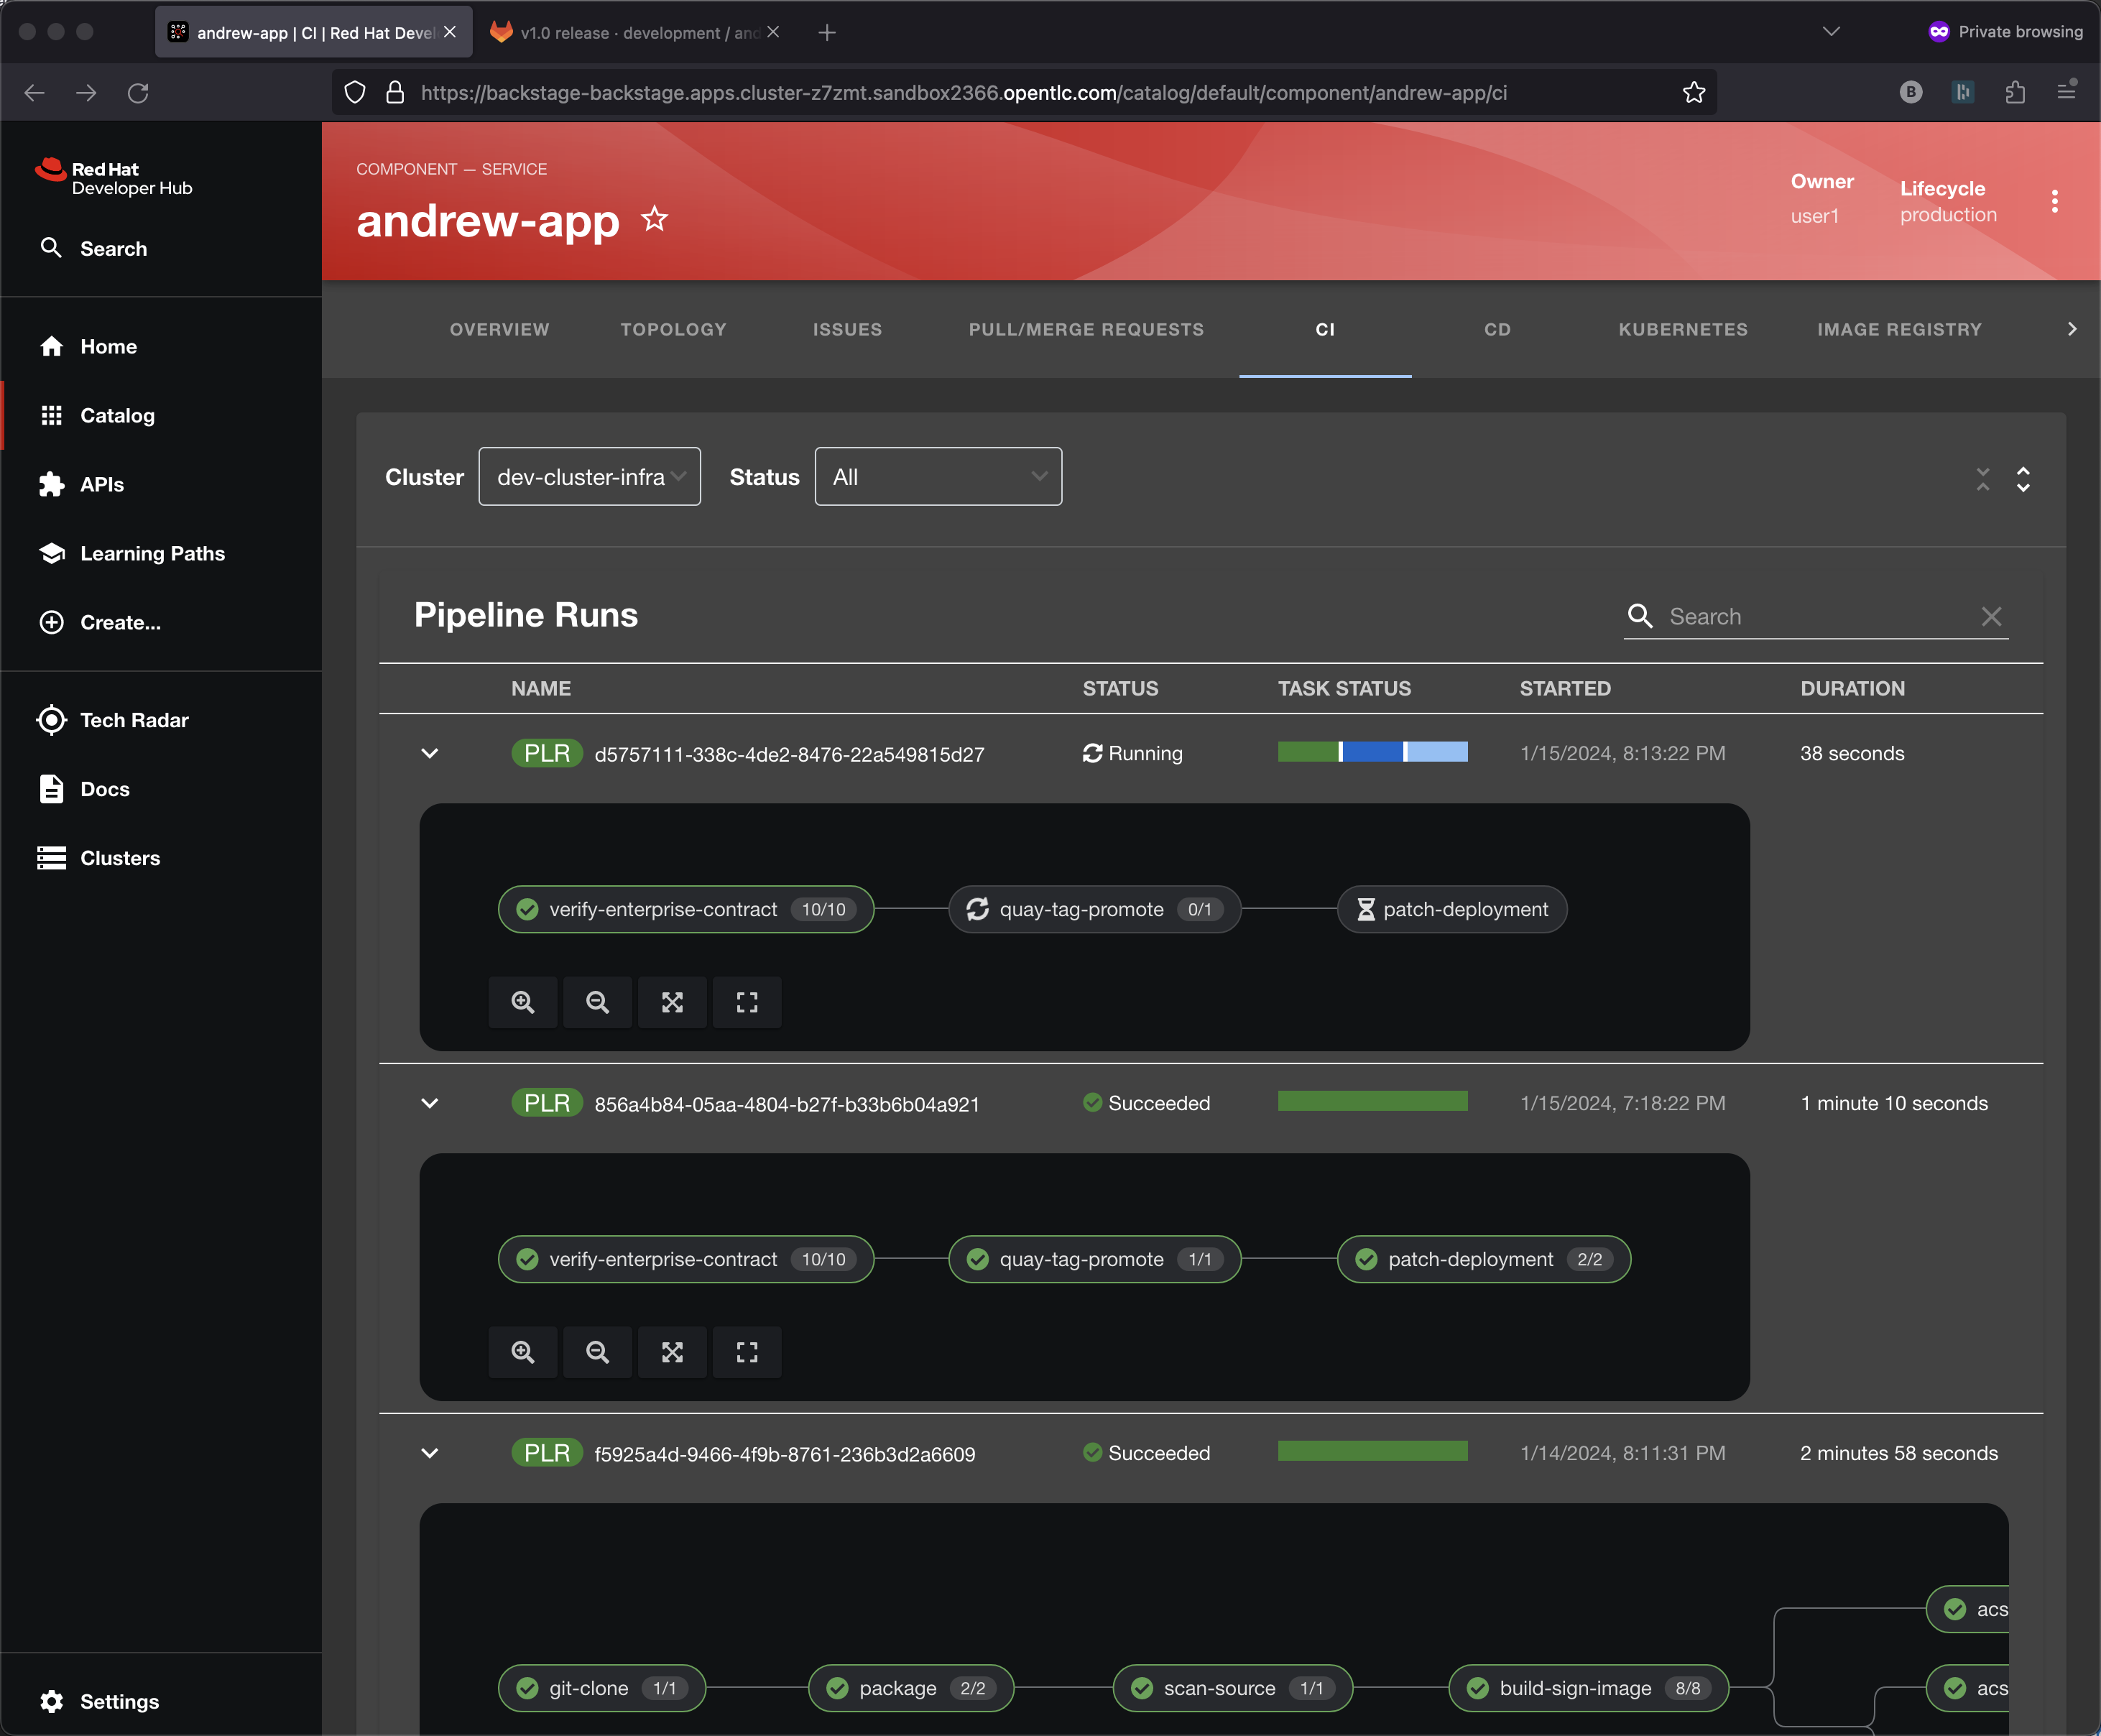 andrew-app | CI | Red Hat Devel
v1.0 release · development / and
Private browsing
https://backstage-backstage.apps.cluster-z7zmt.sandbox2366.opentlc.com/catalog/default/component/andrew-app/ci
B
Red Hat
Developer Hub
Search
Home
Catalog
APIs
Learning Paths
Create...
Tech Radar
Docs
Clusters
Settings
COMPONENT — SERVICE
andrew-app
Owner
user1
Lifecycle
production
OVERVIEW TOPOLOGY ISSUES PULL/MERGE REQUESTS CI CD KUBERNETES IMAGE REGISTRY
Cluster dev-cluster-infra Status All
Pipeline Runs
Search
NAME STATUS TASK STATUS STARTED DURATION
PLR d5757111-338c-4de2-8476-22a549815d27 Running 1/15/2024, 8:13:22 PM 38 seconds
verify-enterprise-contract 10/10 quay-tag-promote 0/1 patch-deployment
PLR 856a4b84-05aa-4804-b27f-b33b6b04a921 Succeeded 1/15/2024, 7:18:22 PM 1 minute 10 seconds
verify-enterprise-contract 10/10 quay-tag-promote 1/1 patch-deployment 2/2
PLR f5925a4d-9466-4f9b-8761-236b3d2a6609 Succeeded 1/14/2024, 8:11:31 PM 2 minutes 58 seconds
acs
git-clone 1/1 package 2/2 scan-source 1/1 build-sign-image 8/8 acs